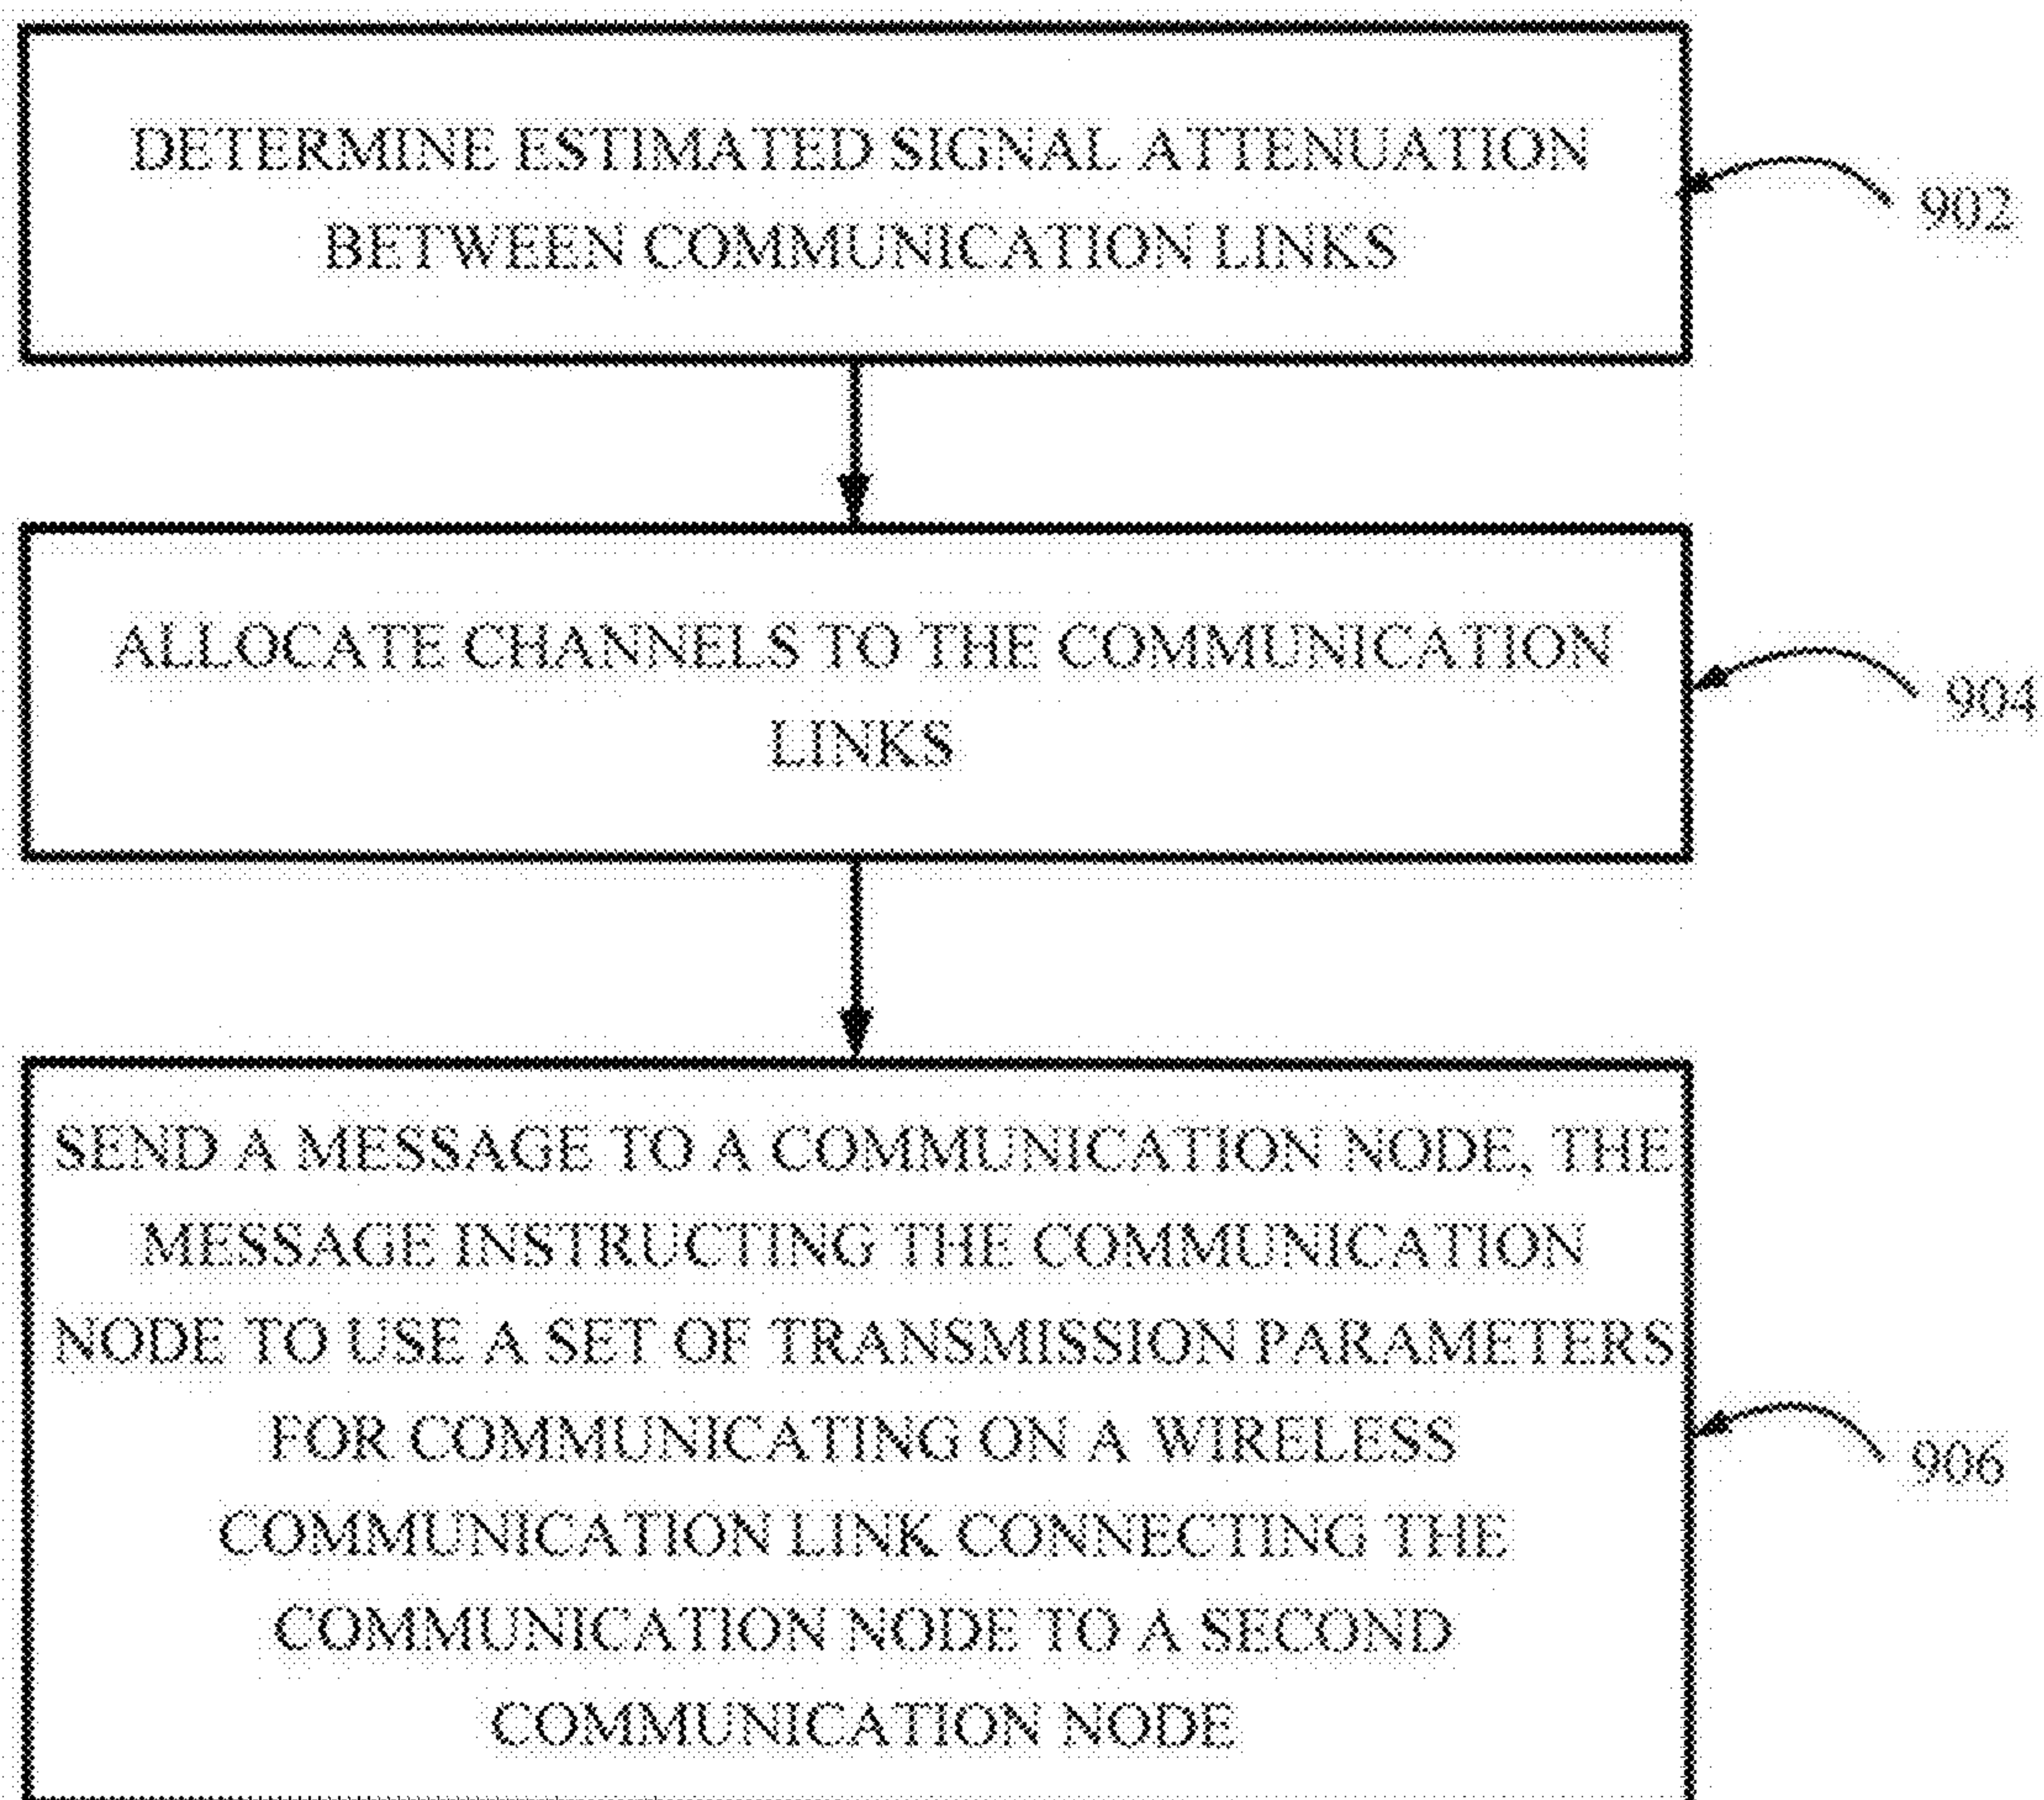 DETERMINE ESTIMATED SIGNAL ATTENUATION
BETWEEN COMMUNICATION LINKS
902
ALLOCATE CHANNELS TO THE COMMUNICATION
LINKS
904
SEND A MESSAGE TO A COMMUNICATION NODE, THE
MESSAGE INSTRUCTING THE COMMUNICATION
NODE TO USE A SET OF TRANSMISSION PARAMETERS
FOR COMMUNICATING ON A WIRELESS
COMMUNICATION LINK CONNECTING THE
COMMUNICATION NODE TO A SECOND
COMMUNICATION NODE
906